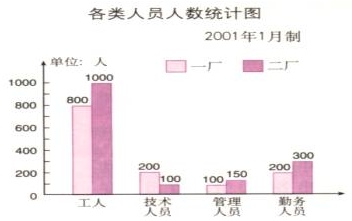 各类人员人数统计图
2001年1月制
单位：人
一厂
二厂
1000
800
600
400
200
0
800
1000
200
100
100
150
200
300
工人
技术
人员
管理
人员
勤务
人员